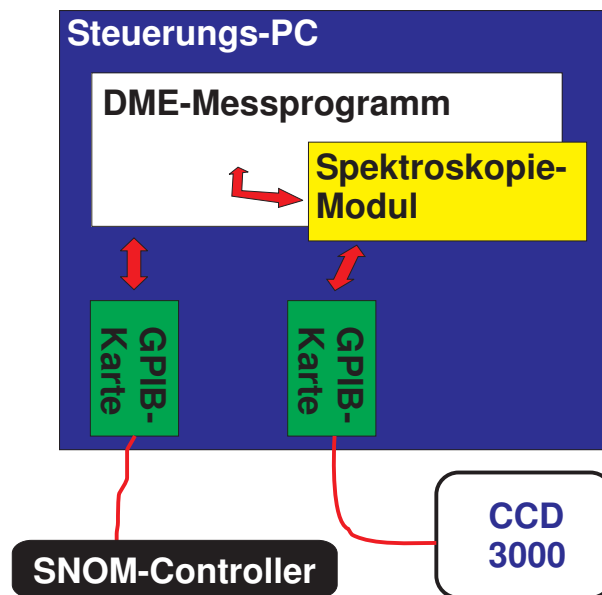 Steuerungs-PC
DME-Messprogramm
Spektroskopie-
Modul
GPIB-
Karte
GPIB-
Karte
CCD
3000
SNOM-Controller